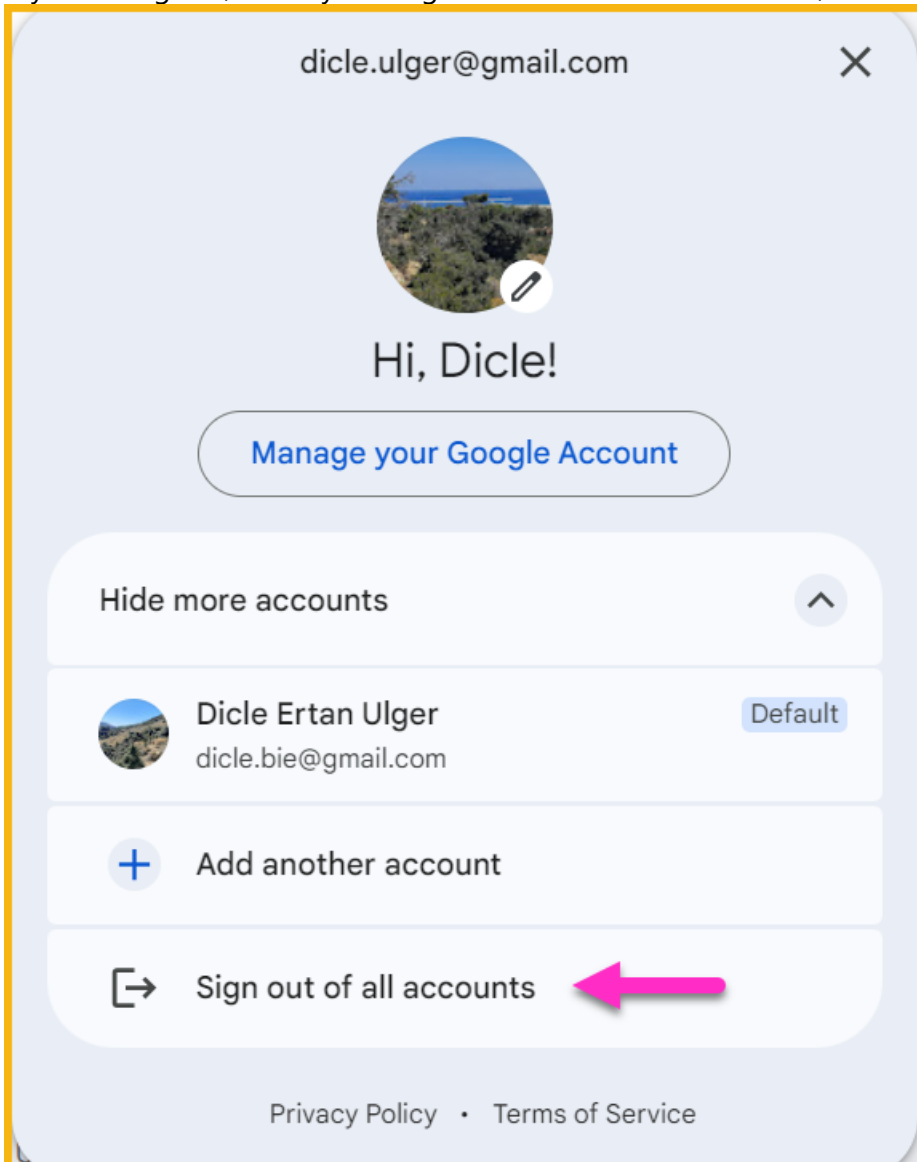 dicle.ulger@gmail.com
Hi, Dicle!
Manage your Google Account
Hide more accounts
Dicle Ertan Ulger
Default
dicle.bie@gmail.com
Add another account
Sign out of all accounts
Privacy Policy • Terms of Service